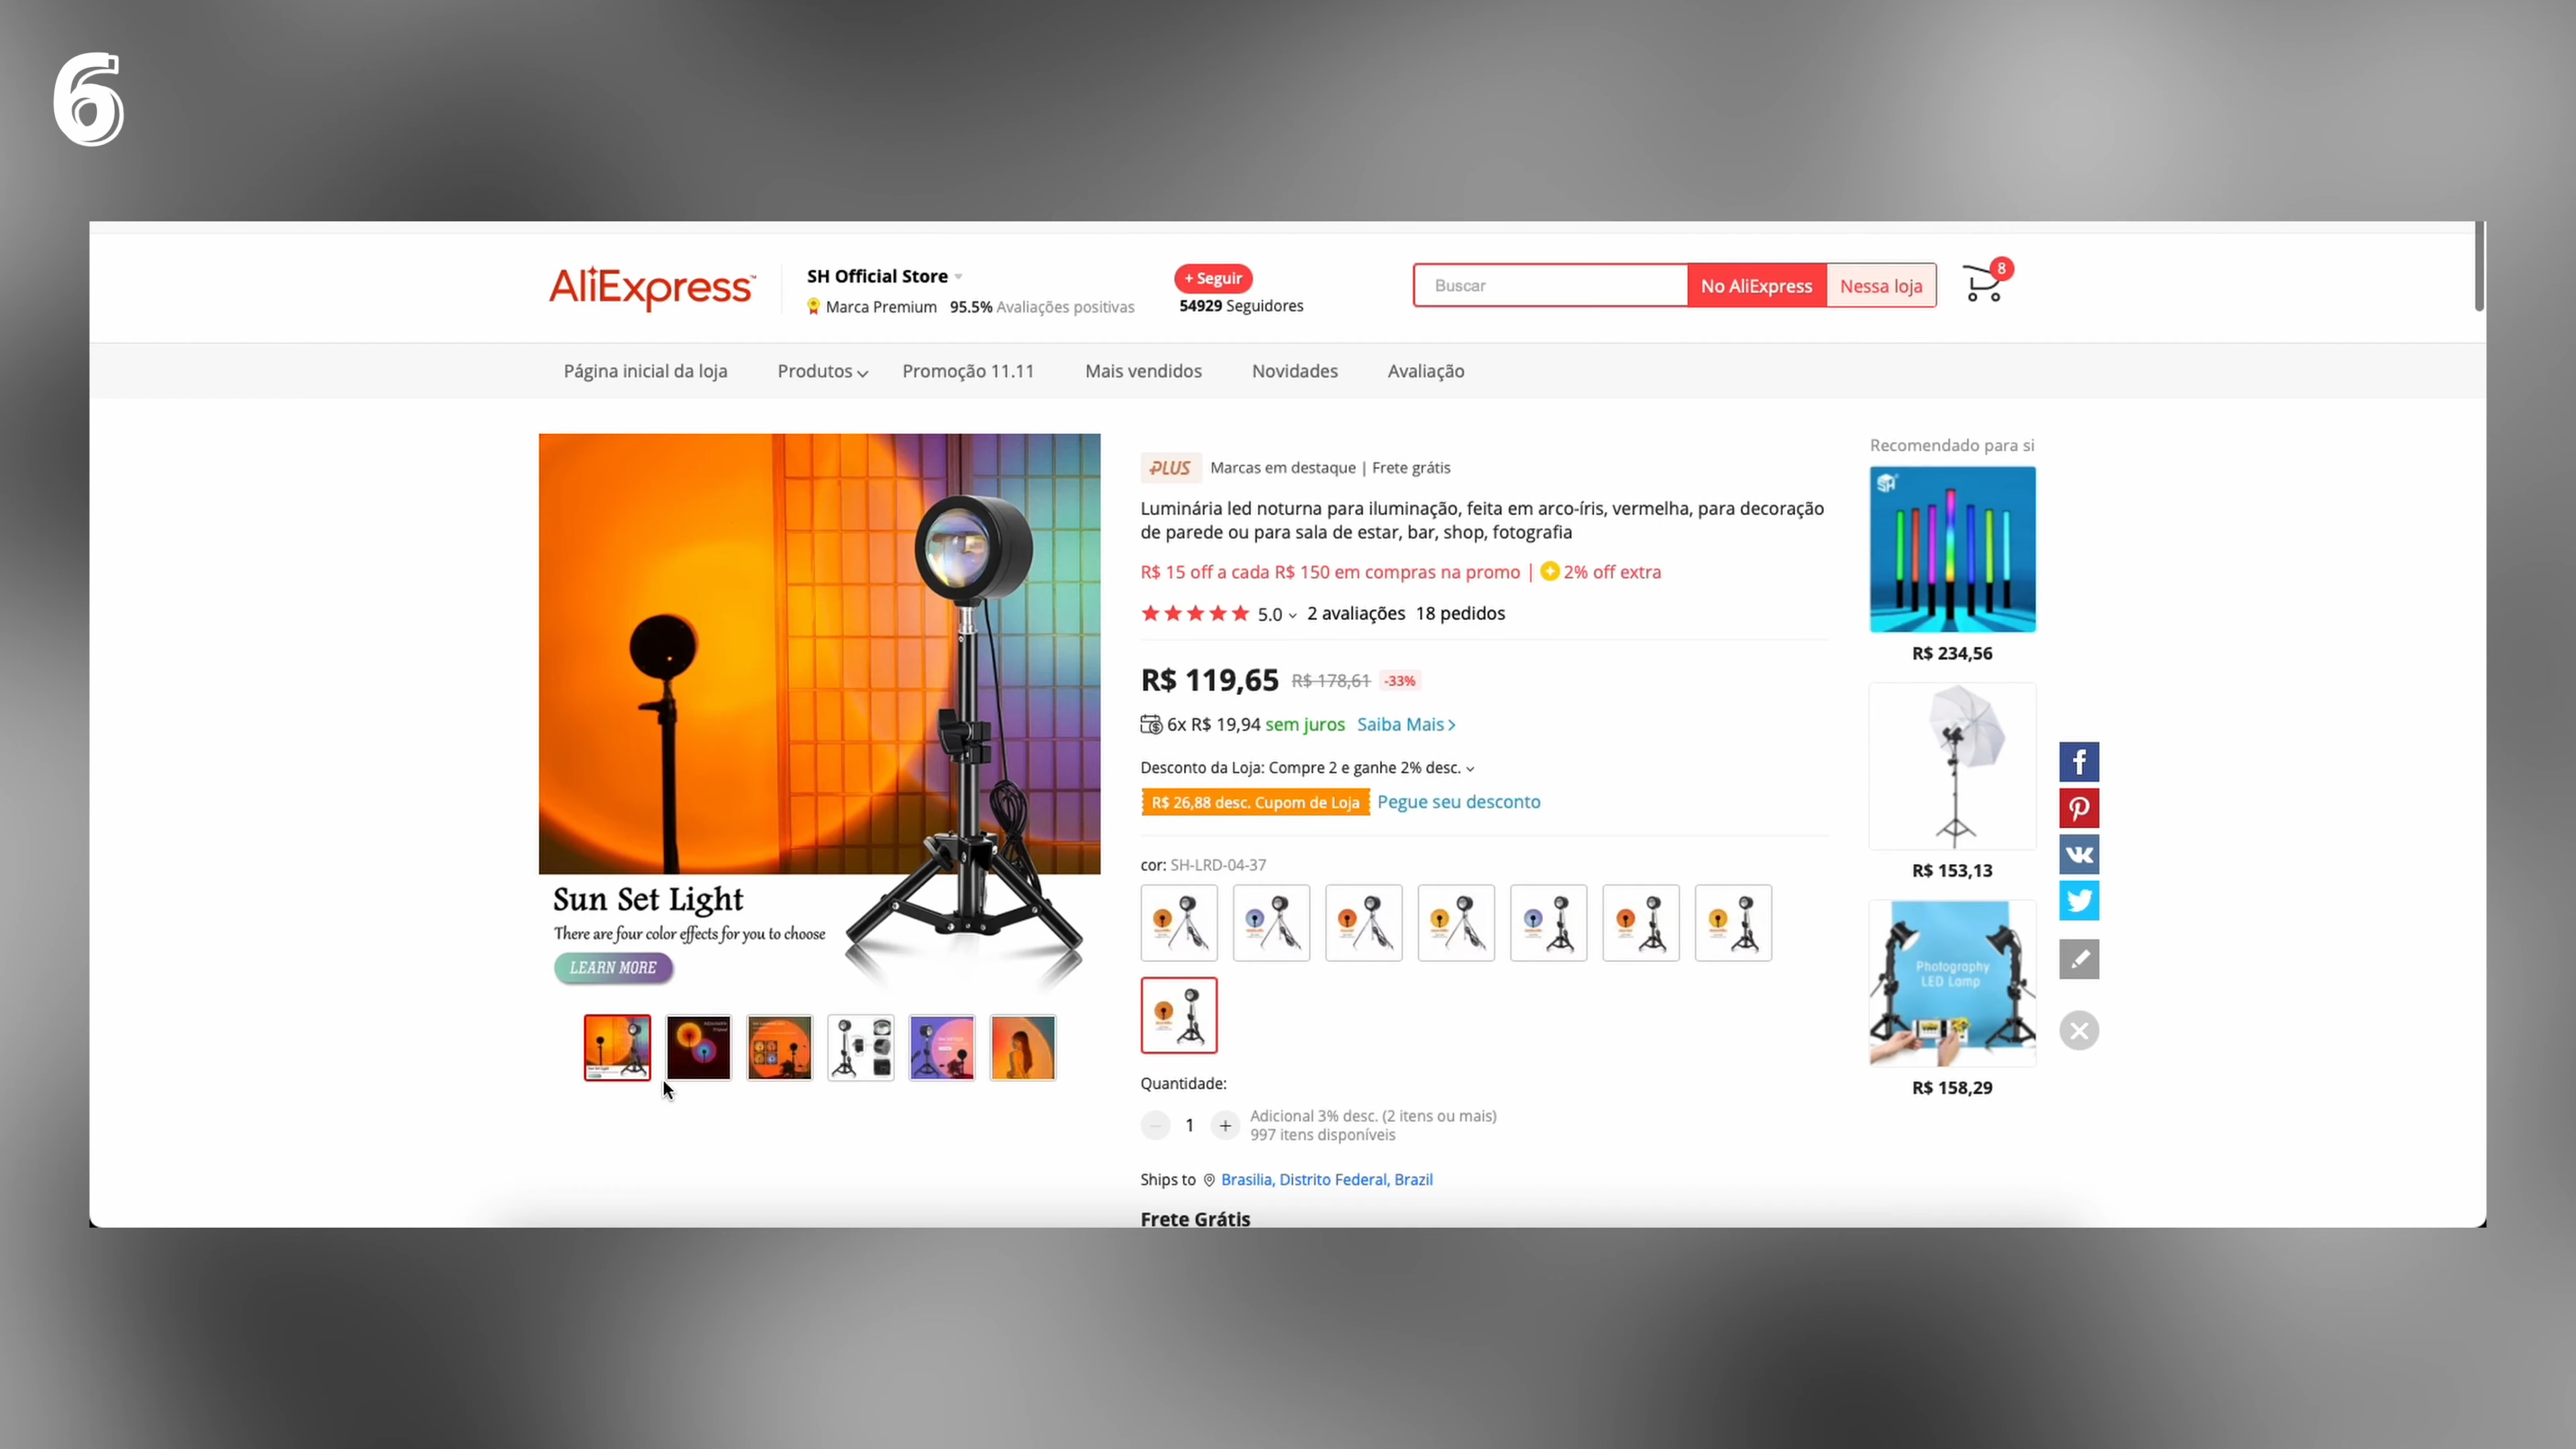 6
AliExpress™
SH Official Store
Marca Premium 95.5% Avaliações positivas
+ Seguir
54929 Seguidores
Buscar
No AliExpress
Nessa loja
8
Página inicial da loja
Produtos
Promoção 11.11
Mais vendidos
Novidades
Avaliação
Sun Set Light
There are four color effects for you to choose
LEARN MORE
PLUS Marcas em destaque | Frete grátis
Luminária led noturna para iluminação, feita em arco-íris, vermelha, para decoração
de parede ou para sala de estar, bar, shop, fotografia
R$ 15 off a cada R$ 150 em compras na promo | 2% off extra
5.0 2 avaliações 18 pedidos
R$ 119,65 R$ 178,61 -33%
6x R$ 19,94 sem juros Saiba Mais
Desconto da Loja: Compre 2 e ganhe 2% desc.
R$ 26,88 desc. Cupom de Loja Pegue seu desconto
cor: SH-LRD-04-37
Quantidade:
1
Adicional 3% desc. (2 itens ou mais)
997 itens disponíveis
Ships to Brasilia, Distrito Federal, Brazil
Frete Grátis
Recomendado para si
SH
R$ 234,56
R$ 153,13
Photography
LED Lamp
R$ 158,29